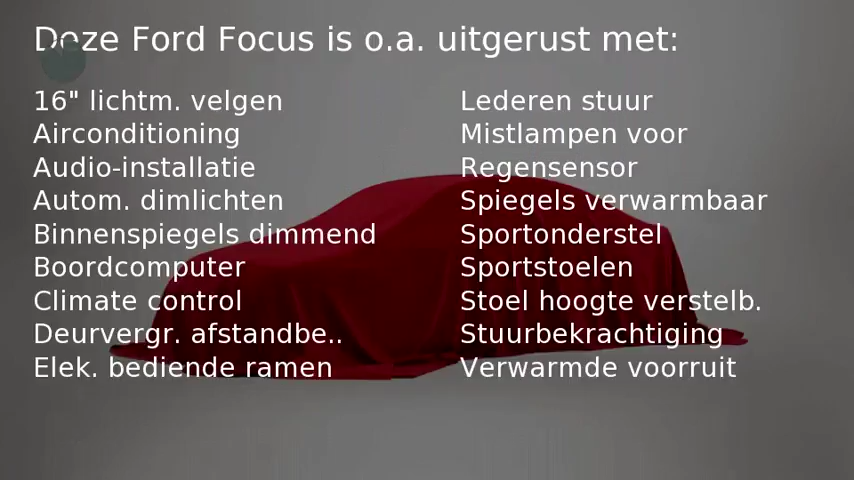 Deze Ford Focus is o.a. uitgerust met:
16" lichtm. velgen
Airconditioning
Audio-installatie
Autom. dimlichten
Binnenspiegels dimmend
Boordcomputer
Climate control
Deurvergr. afstandbe..
Elek. bediende ramen
Lederen stuur
Mistlampen voor
Regensensor
Spiegels verwarmbaar
Sportonderstel
Sportstoelen
Stoel hoogte verstelb.
Stuurbekrachtiging
Verwarmde voorruit